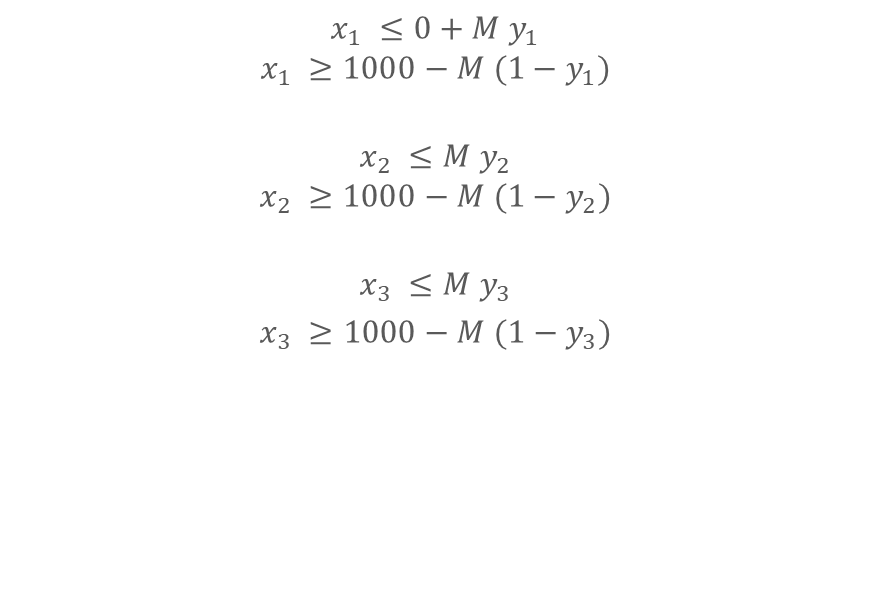 x₁ ≤ 0 + M y₁
x₁ ≥ 1000 − M (1 − y₁)
x₂ ≤ M y₂
x₂ ≥ 1000 − M (1 − y₂)
x₃ ≤ M y₃
x₃ ≥ 1000 − M (1 − y₃)